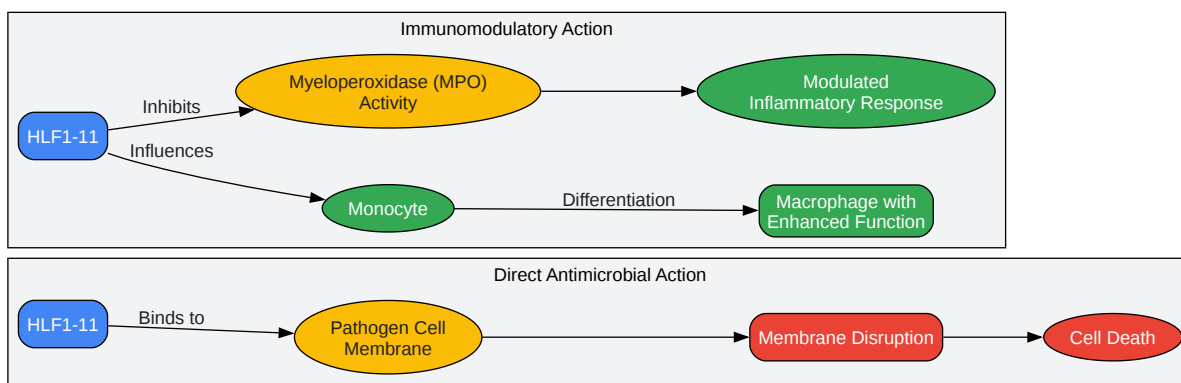 Immunomodulatory Action
HLF1-11
Inhibits
Myeloperoxidase (MPO)
Activity
Modulated
Inflammatory Response
Influences
Monocyte
Differentiation
Macrophage with
Enhanced Function
Direct Antimicrobial Action
HLF1-11
Binds to
Pathogen Cell
Membrane
Membrane Disruption
Cell Death